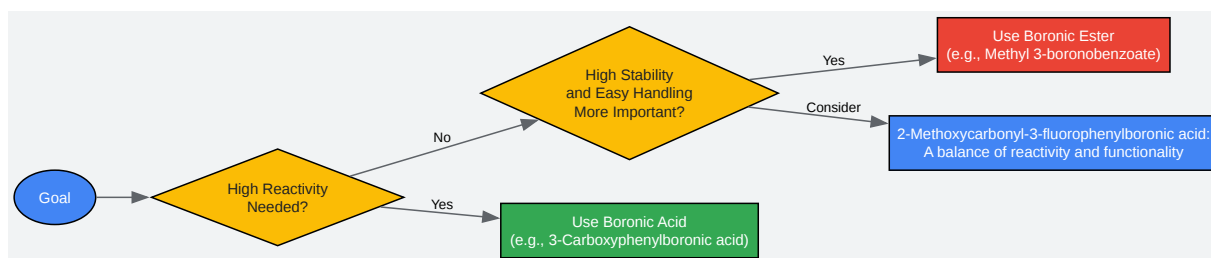 Goal
High Reactivity
Needed?
No
Yes
High Stability
and Easy Handling
More Important?
Yes
Consider
Use Boronic Ester
(e.g., Methyl 3-boronobenzoate)
2-Methoxycarbonyl-3-fluorophenylboronic acid:
A balance of reactivity and functionality
Use Boronic Acid
(e.g., 3-Carboxyphenylboronic acid)